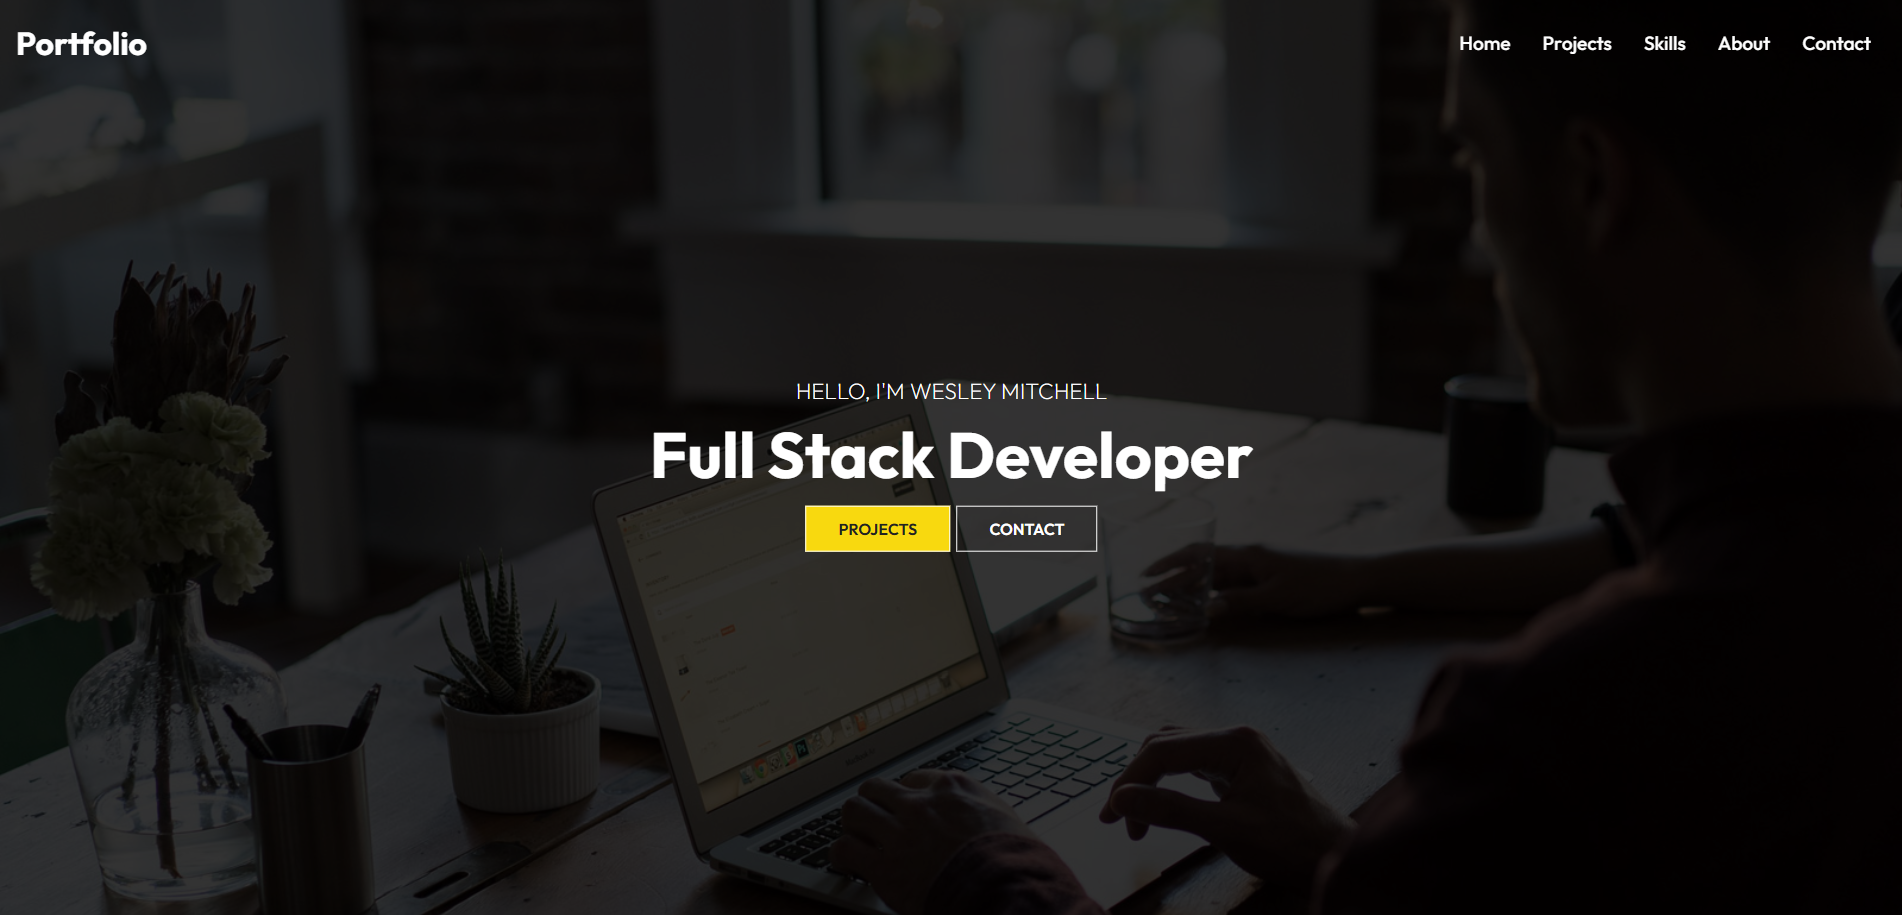 Portfolio
Home Projects Skills About Contact
HELLO, I'M WESLEY MITCHELL
Full Stack Developer
PROJECTS CONTACT